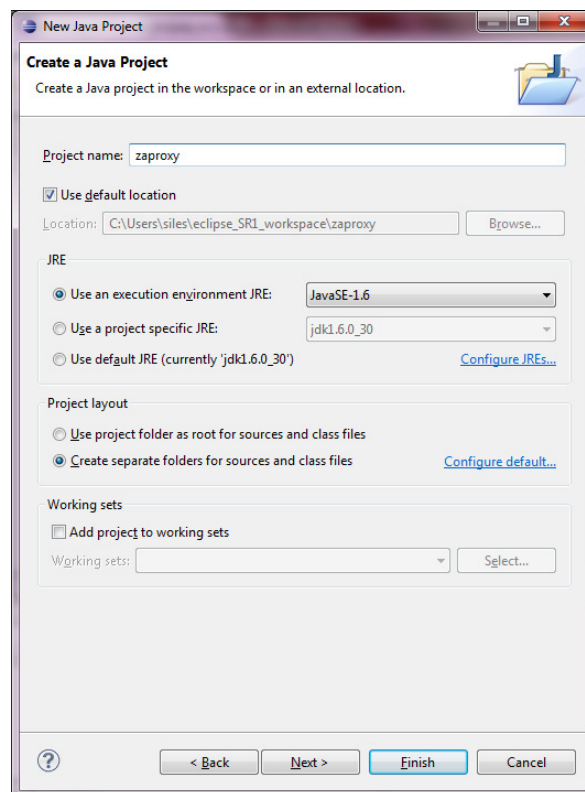 New Java Project
Create a Java Project
Create a Java project in the workspace or in an external location.
Project name: zaproxy
Use default location
Location: C:\Users\siles\eclipse_SR1_workspace\zaproxy Browse...
JRE
Use an execution environment JRE: JavaSE-1.6
Use a project specific JRE: jdk1.6.0_30
Use default JRE (currently 'jdk1.6.0_30') Configure JREs...
Project layout
Use project folder as root for sources and class files
Create separate folders for sources and class files Configure default...
Working sets
Add project to working sets
Working sets: Select...
? < Back Next > Finish Cancel